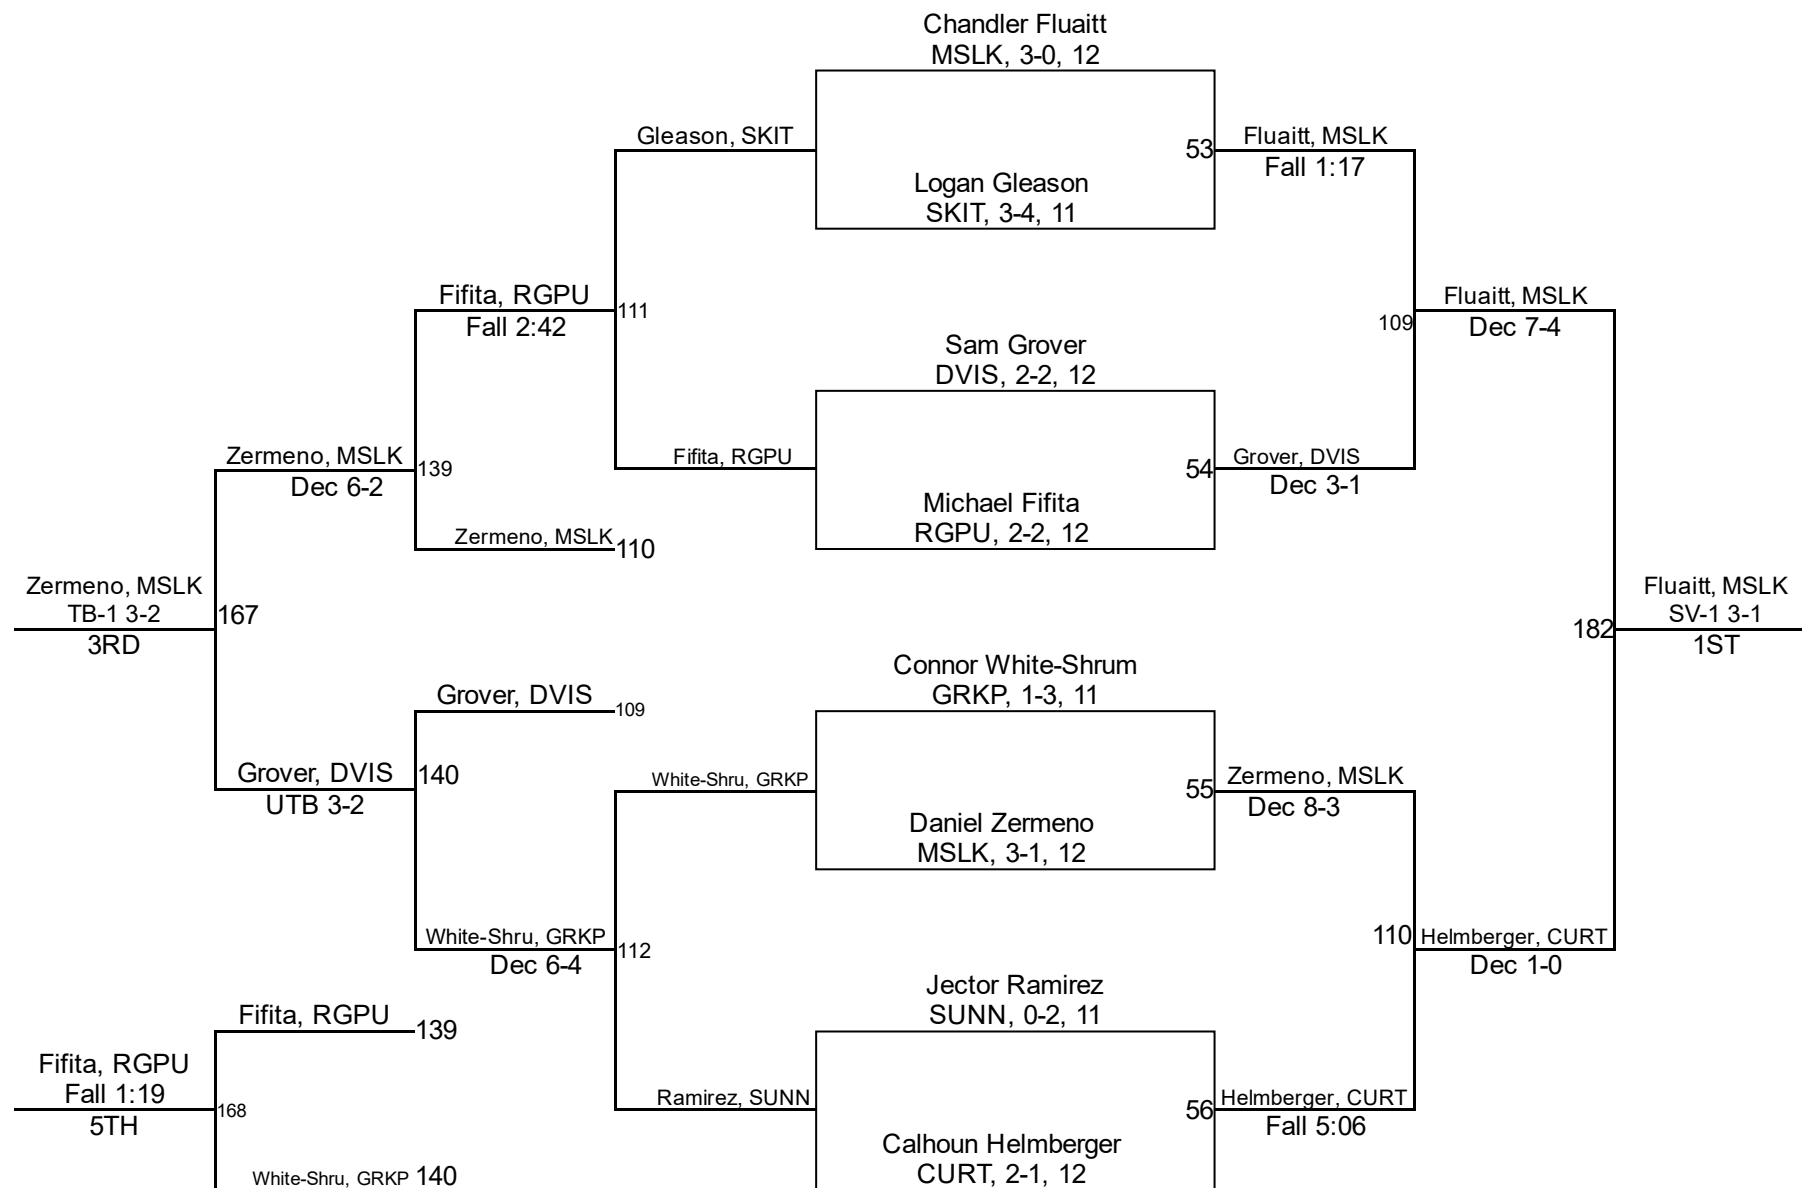 Chandler Fluaitt
MSLK, 3-0, 12
Gleason, SKIT
53
Fluaitt, MSLK
Fall 1:17
Logan Gleason
SKIT, 3-4, 11
Fifita, RGPU
Fall 2:42
111
109
Fluaitt, MSLK
Dec 7-4
Sam Grover
DVIS, 2-2, 12
Zermeno, MSLK
Dec 6-2
139
Fifita, RGPU
54
Grover, DVIS
Dec 3-1
Michael Fifita
RGPU, 2-2, 12
Zermeno, MSLK
110
Zermeno, MSLK
TB-1 3-2
3RD
167
182
Fluaitt, MSLK
SV-1 3-1
1ST
Connor White-Shrum
GRKP, 1-3, 11
Grover, DVIS
109
Grover, DVIS
UTB 3-2
140
White-Shru, GRKP
55
Zermeno, MSLK
Dec 8-3
Daniel Zermeno
MSLK, 3-1, 12
White-Shru, GRKP
Dec 6-4
112
110
Helmberger, CURT
Dec 1-0
Jector Ramirez
SUNN, 0-2, 11
Fifita, RGPU
139
Fifita, RGPU
Fall 1:19
5TH
168
Ramirez, SUNN
56
Helmberger, CURT
Fall 5:06
Calhoun Helmberger
CURT, 2-1, 12
White-Shru, GRKP
140